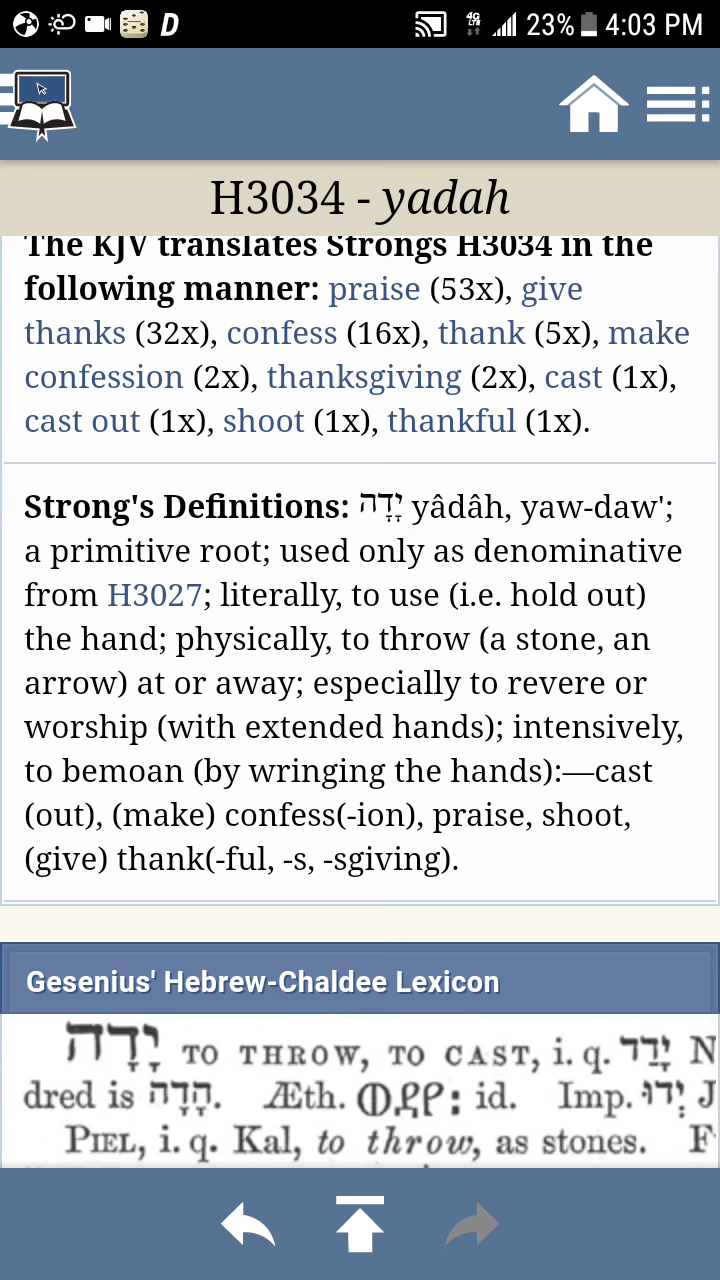 D 4G LTE 23% 4:03 PM
H3034 - yadah
The KJV translates Strongs H3034 in the
following manner: praise (53x), give
thanks (32x), confess (16x), thank (5x), make
confession (2x), thanksgiving (2x), cast (1x),
cast out (1x), shoot (1x), thankful (1x).
Strong's Definitions: יָדָה yâdâh, yaw-daw';
a primitive root; used only as denominative
from H3027; literally, to use (i.e. hold out)
the hand; physically, to throw (a stone, an
arrow) at or away; especially to revere or
worship (with extended hands); intensively,
to bemoan (by wringing the hands):—cast
(out), (make) confess(-ion), praise, shoot,
(give) thank(-ful, -s, -sgiving).
Gesenius' Hebrew-Chaldee Lexicon
יָדָה TO THROW, TO CAST, i. q. יָדַד N
dred is הָדָה. Æth. ወደየ፡ id. Imp. יְדוּ J
PIEL, i. q. Kal, to throw, as stones. F